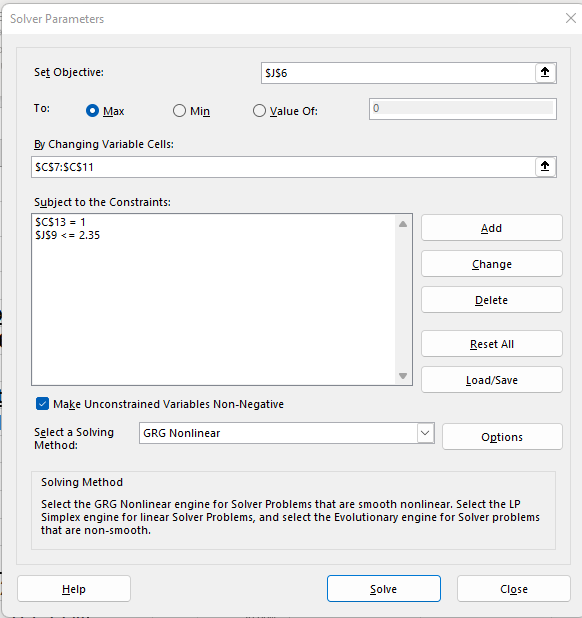 Solver Parameters
Set Objective:
$J$6
To:
Max
Min
Value Of:
0
By Changing Variable Cells:
$C$7:$C$11
Subject to the Constraints:
$C$13 = 1
$J$9 <= 2.35
Add
Change
Delete
Reset All
Load/Save
Make Unconstrained Variables Non-Negative
Select a Solving
Method:
GRG Nonlinear
Options
Solving Method
Select the GRG Nonlinear engine for Solver Problems that are smooth nonlinear. Select the LP
Simplex engine for linear Solver Problems, and select the Evolutionary engine for Solver problems
that are non-smooth.
Help
Solve
Close